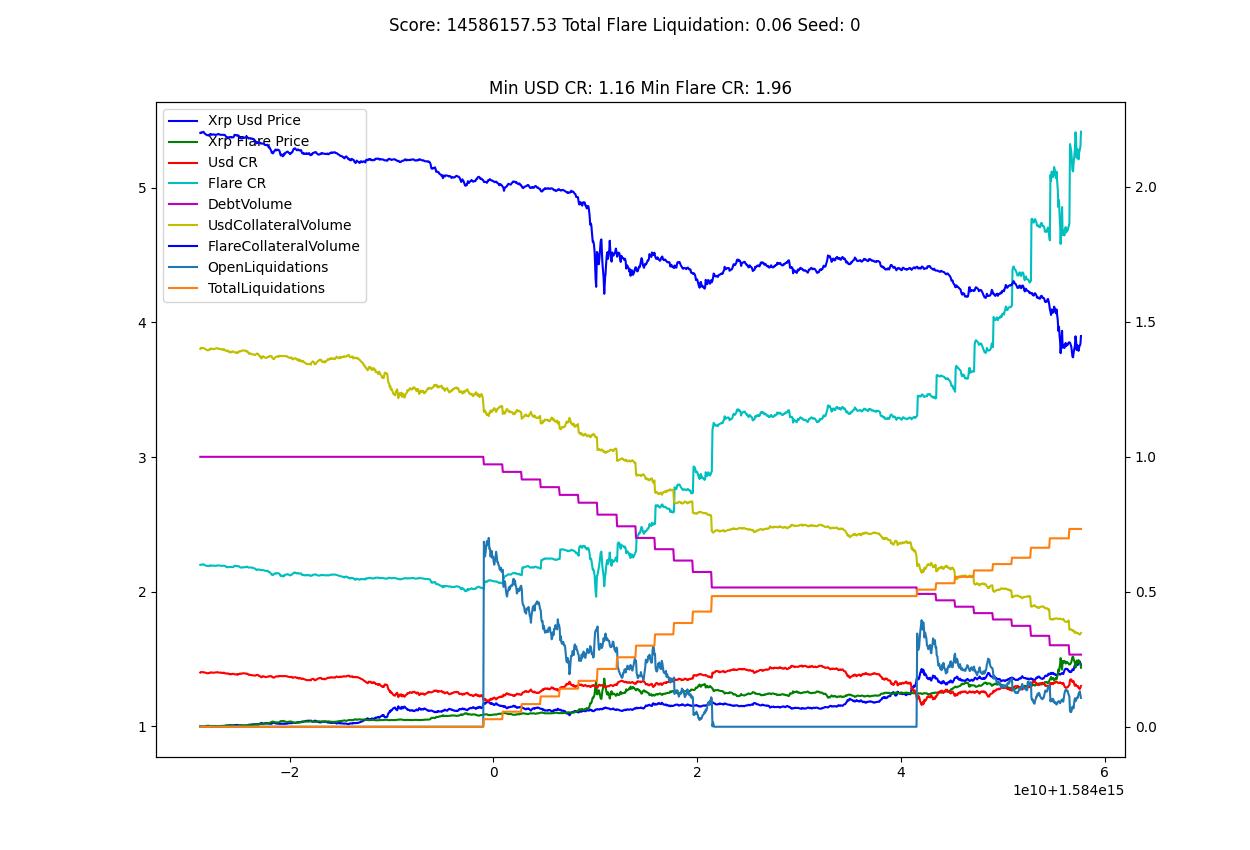 Score: 14586157.53 Total Flare Liquidation: 0.06 Seed: 0
Min USD CR: 1.16 Min Flare CR: 1.96
Xrp Usd Price
Xrp Flare Price
Usd CR
Flare CR
DebtVolume
UsdCollateralVolume
FlareCollateralVolume
OpenLiquidations
TotalLiquidations
5
4
3
2
1
2.0
1.5
1.0
0.5
0.0
−2
0
2
4
6
1e10+1.584e15